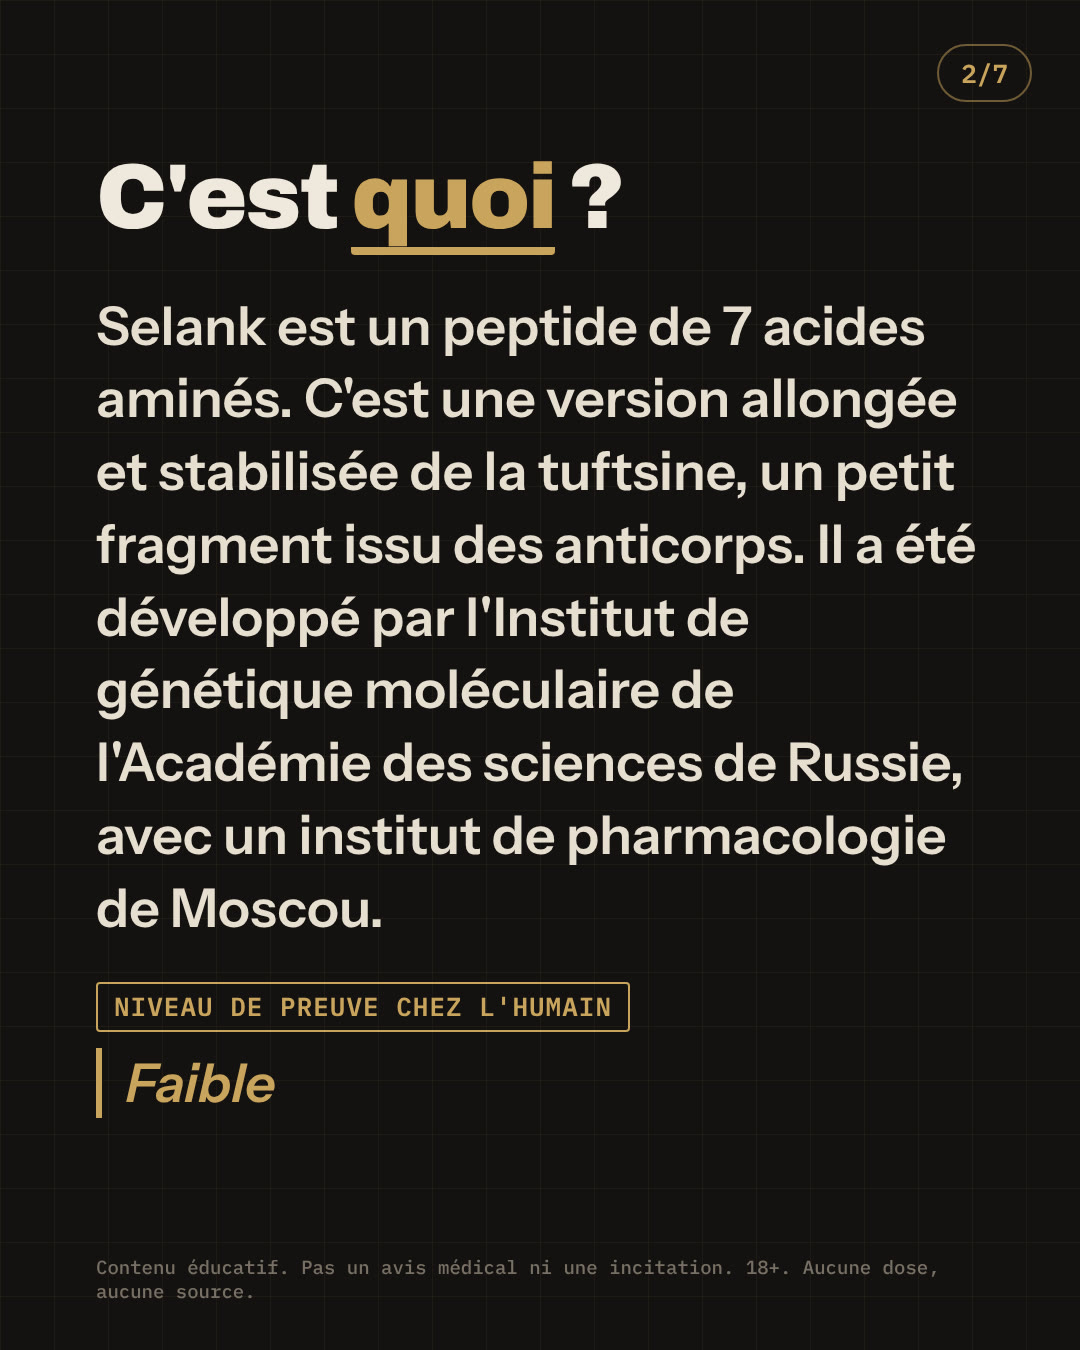 2/7
C'est quoi ?
Selank est un peptide de 7 acides
aminés. C'est une version allongée
et stabilisée de la tuftsine, un petit
fragment issu des anticorps. Il a été
développé par l'Institut de
génétique moléculaire de
l'Académie des sciences de Russie,
avec un institut de pharmacologie
de Moscou.
NIVEAU DE PREUVE CHEZ L'HUMAIN
Faible
Contenu éducatif. Pas un avis médical ni une incitation. 18+. Aucune dose,
aucune source.